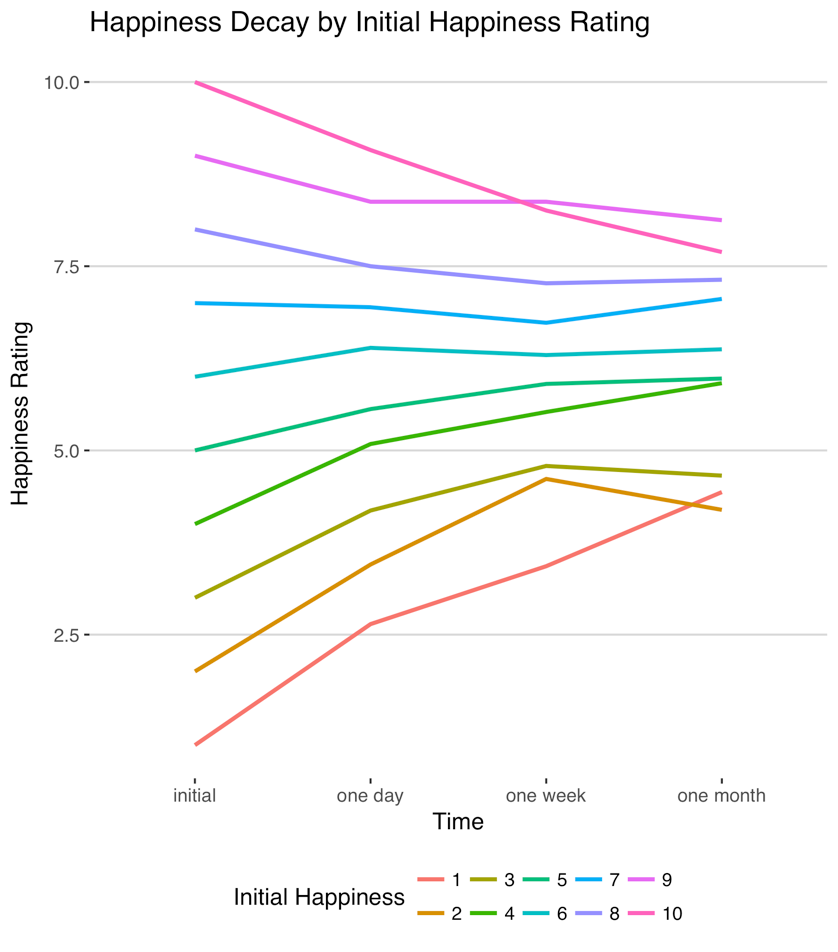 Happiness Decay by Initial Happiness Rating
10.0
7.5
5.0
2.5
Happiness Rating
initial one day one week one month
Time
Initial Happiness
1 3 5 7 9
2 4 6 8 10